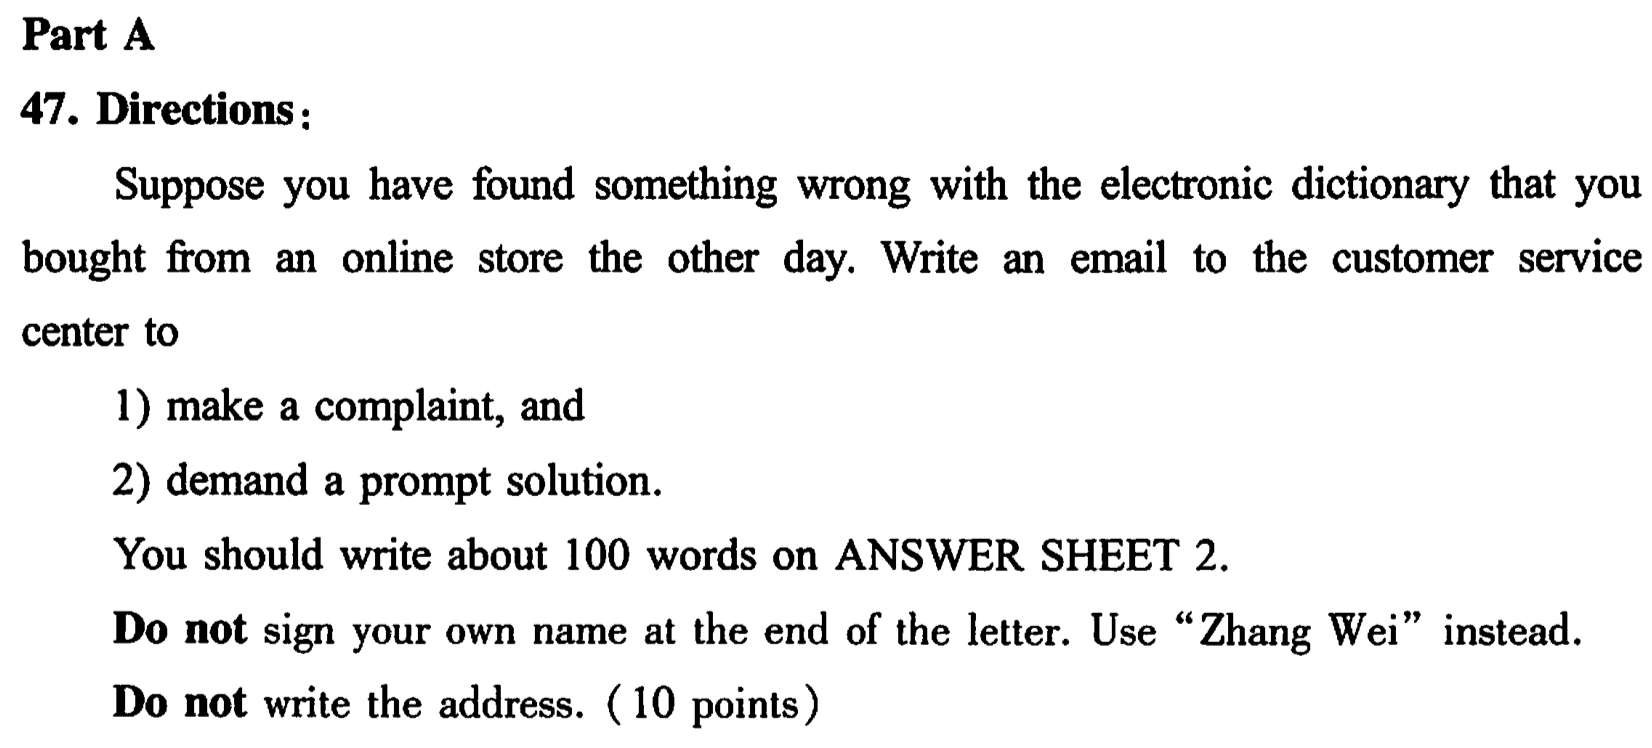 Part A
47. Directions:
Suppose you have found something wrong with the electronic dictionary that you
bought from an online store the other day. Write an email to the customer service
center to
1) make a complaint, and
2) demand a prompt solution.
You should write about 100 words on ANSWER SHEET 2.
Do not sign your own name at the end of the letter. Use “Zhang Wei” instead.
Do not write the address. (10 points)